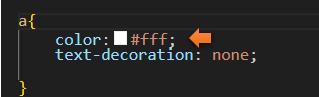 a{
color: #fff;
text-decoration: none;
}